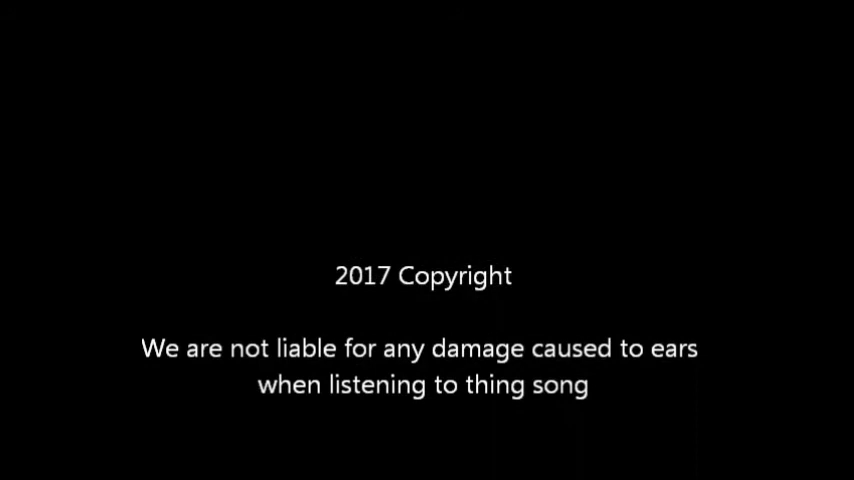 2017 Copyright
We are not liable for any damage caused to ears
when listening to thing song